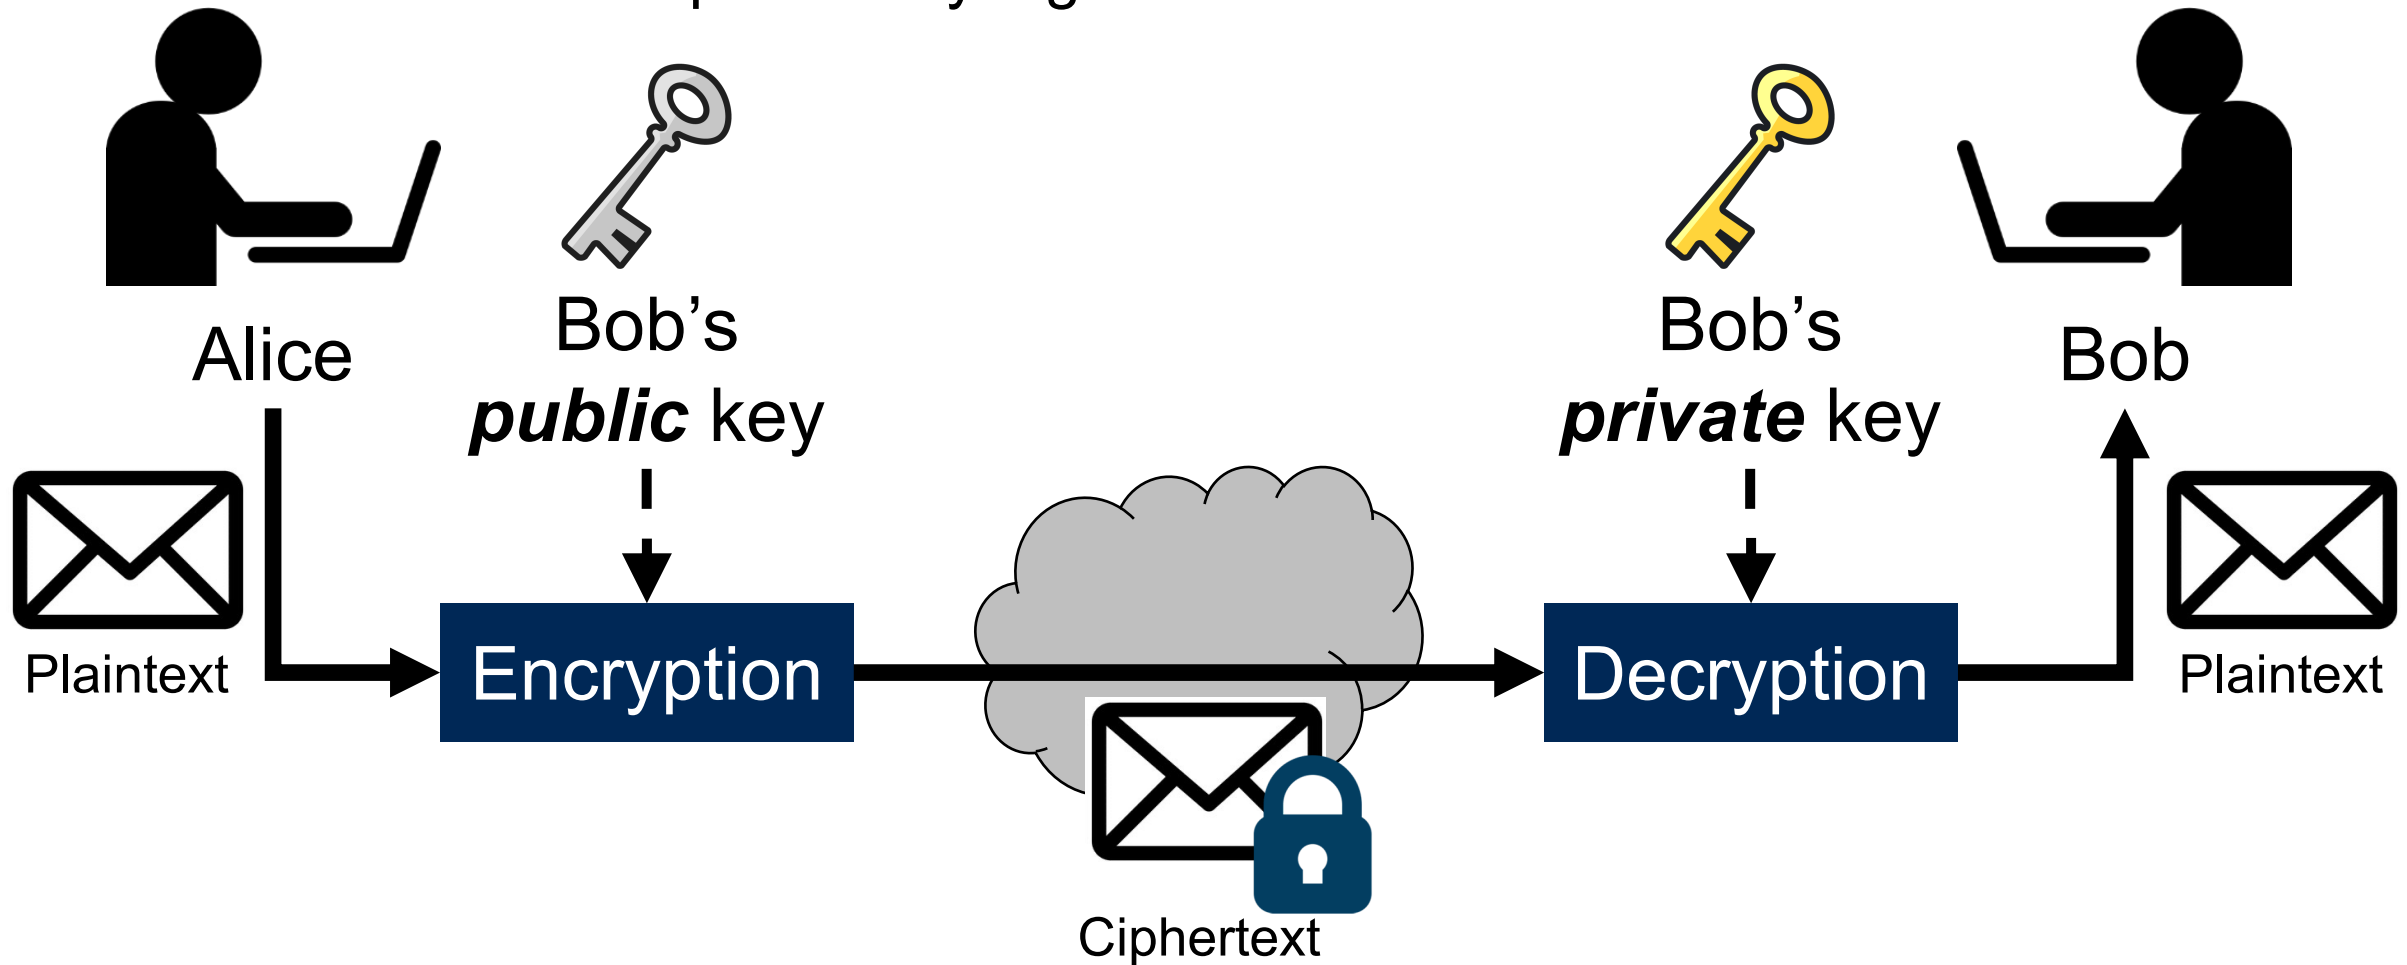 Alice
Bob’s
public key
Bob’s
private key
Bob
Plaintext
Encryption
Decryption
Plaintext
Ciphertext